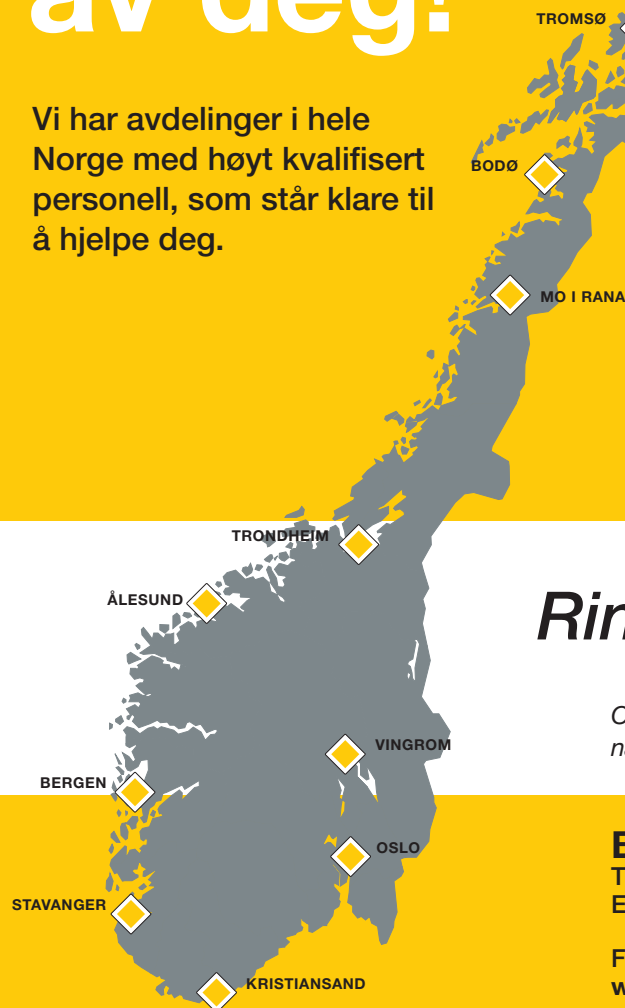 av deg!
Vi har avdelinger i hele
Norge med høyt kvalifisert
personell, som står klare til
å hjelpe deg.
TROMSØ
BODØ
MO I RANA
TRONDHEIM
ÅLESUND
VINGROM
BERGEN
OSLO
STAVANGER
KRISTIANSAND